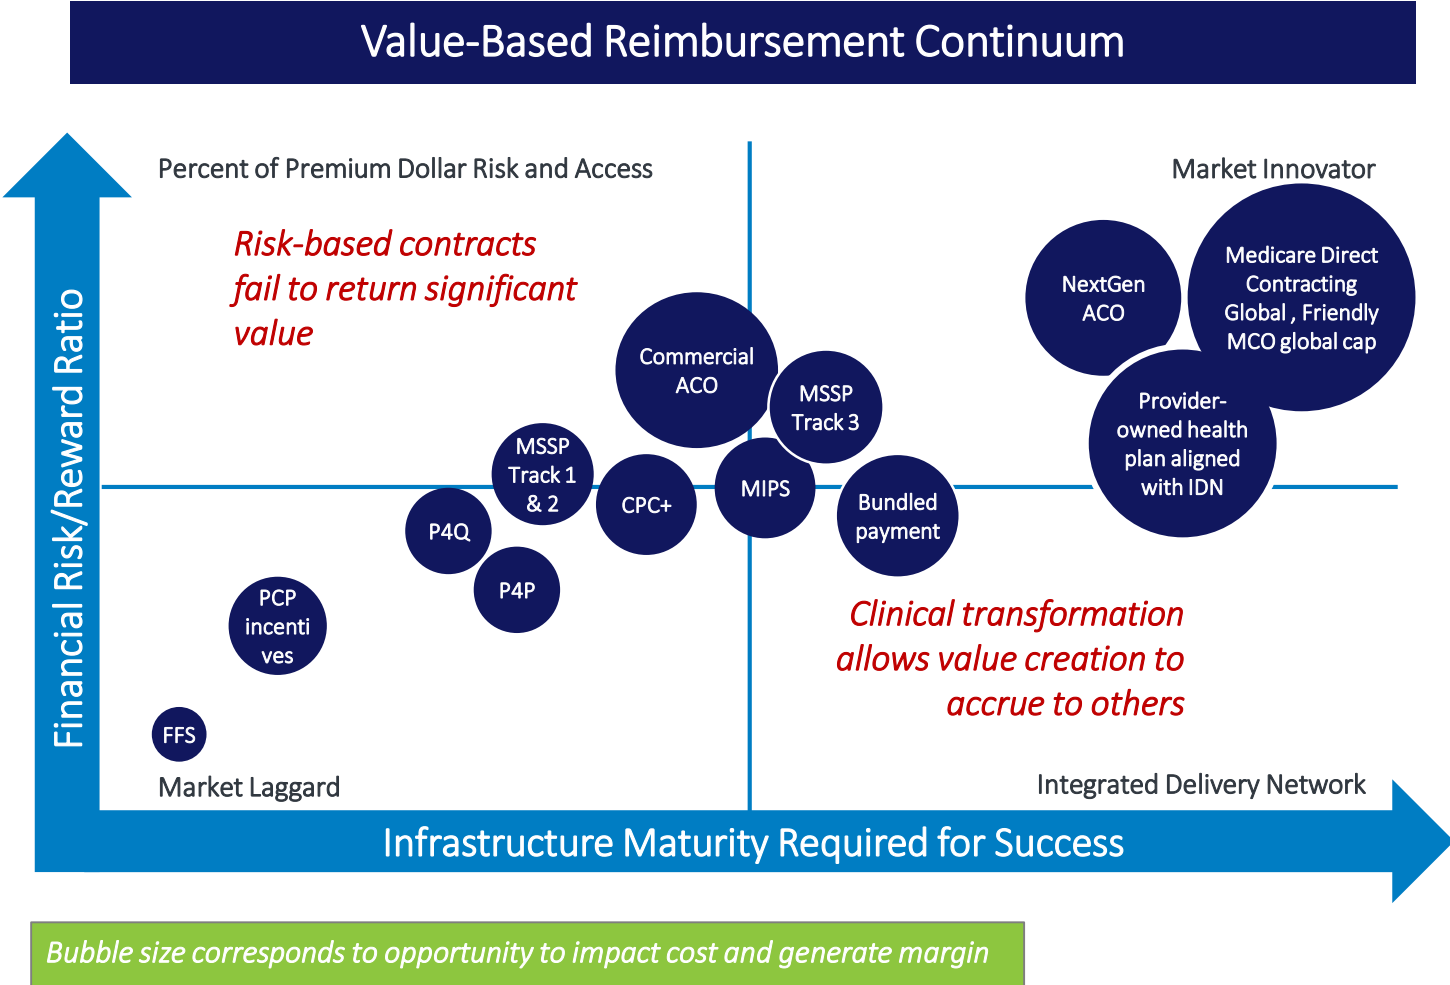 Value-Based Reimbursement Continuum
Percent of Premium Dollar Risk and Access
Market Innovator
Risk-based contracts
fail to return significant
value
Financial Risk/Reward Ratio
NextGen
ACO
Medicare Direct
Contracting
Global , Friendly
MCO global cap
Commercial
ACO
MSSP
Track 3
Provider-
owned health
plan aligned
with IDN
MSSP
Track 1
& 2
CPC+
MIPS
Bundled
payment
P4Q
P4P
PCP
incenti
ves
FFS
Clinical transformation
allows value creation to
accrue to others
Market Laggard
Integrated Delivery Network
Infrastructure Maturity Required for Success
Bubble size corresponds to opportunity to impact cost and generate margin